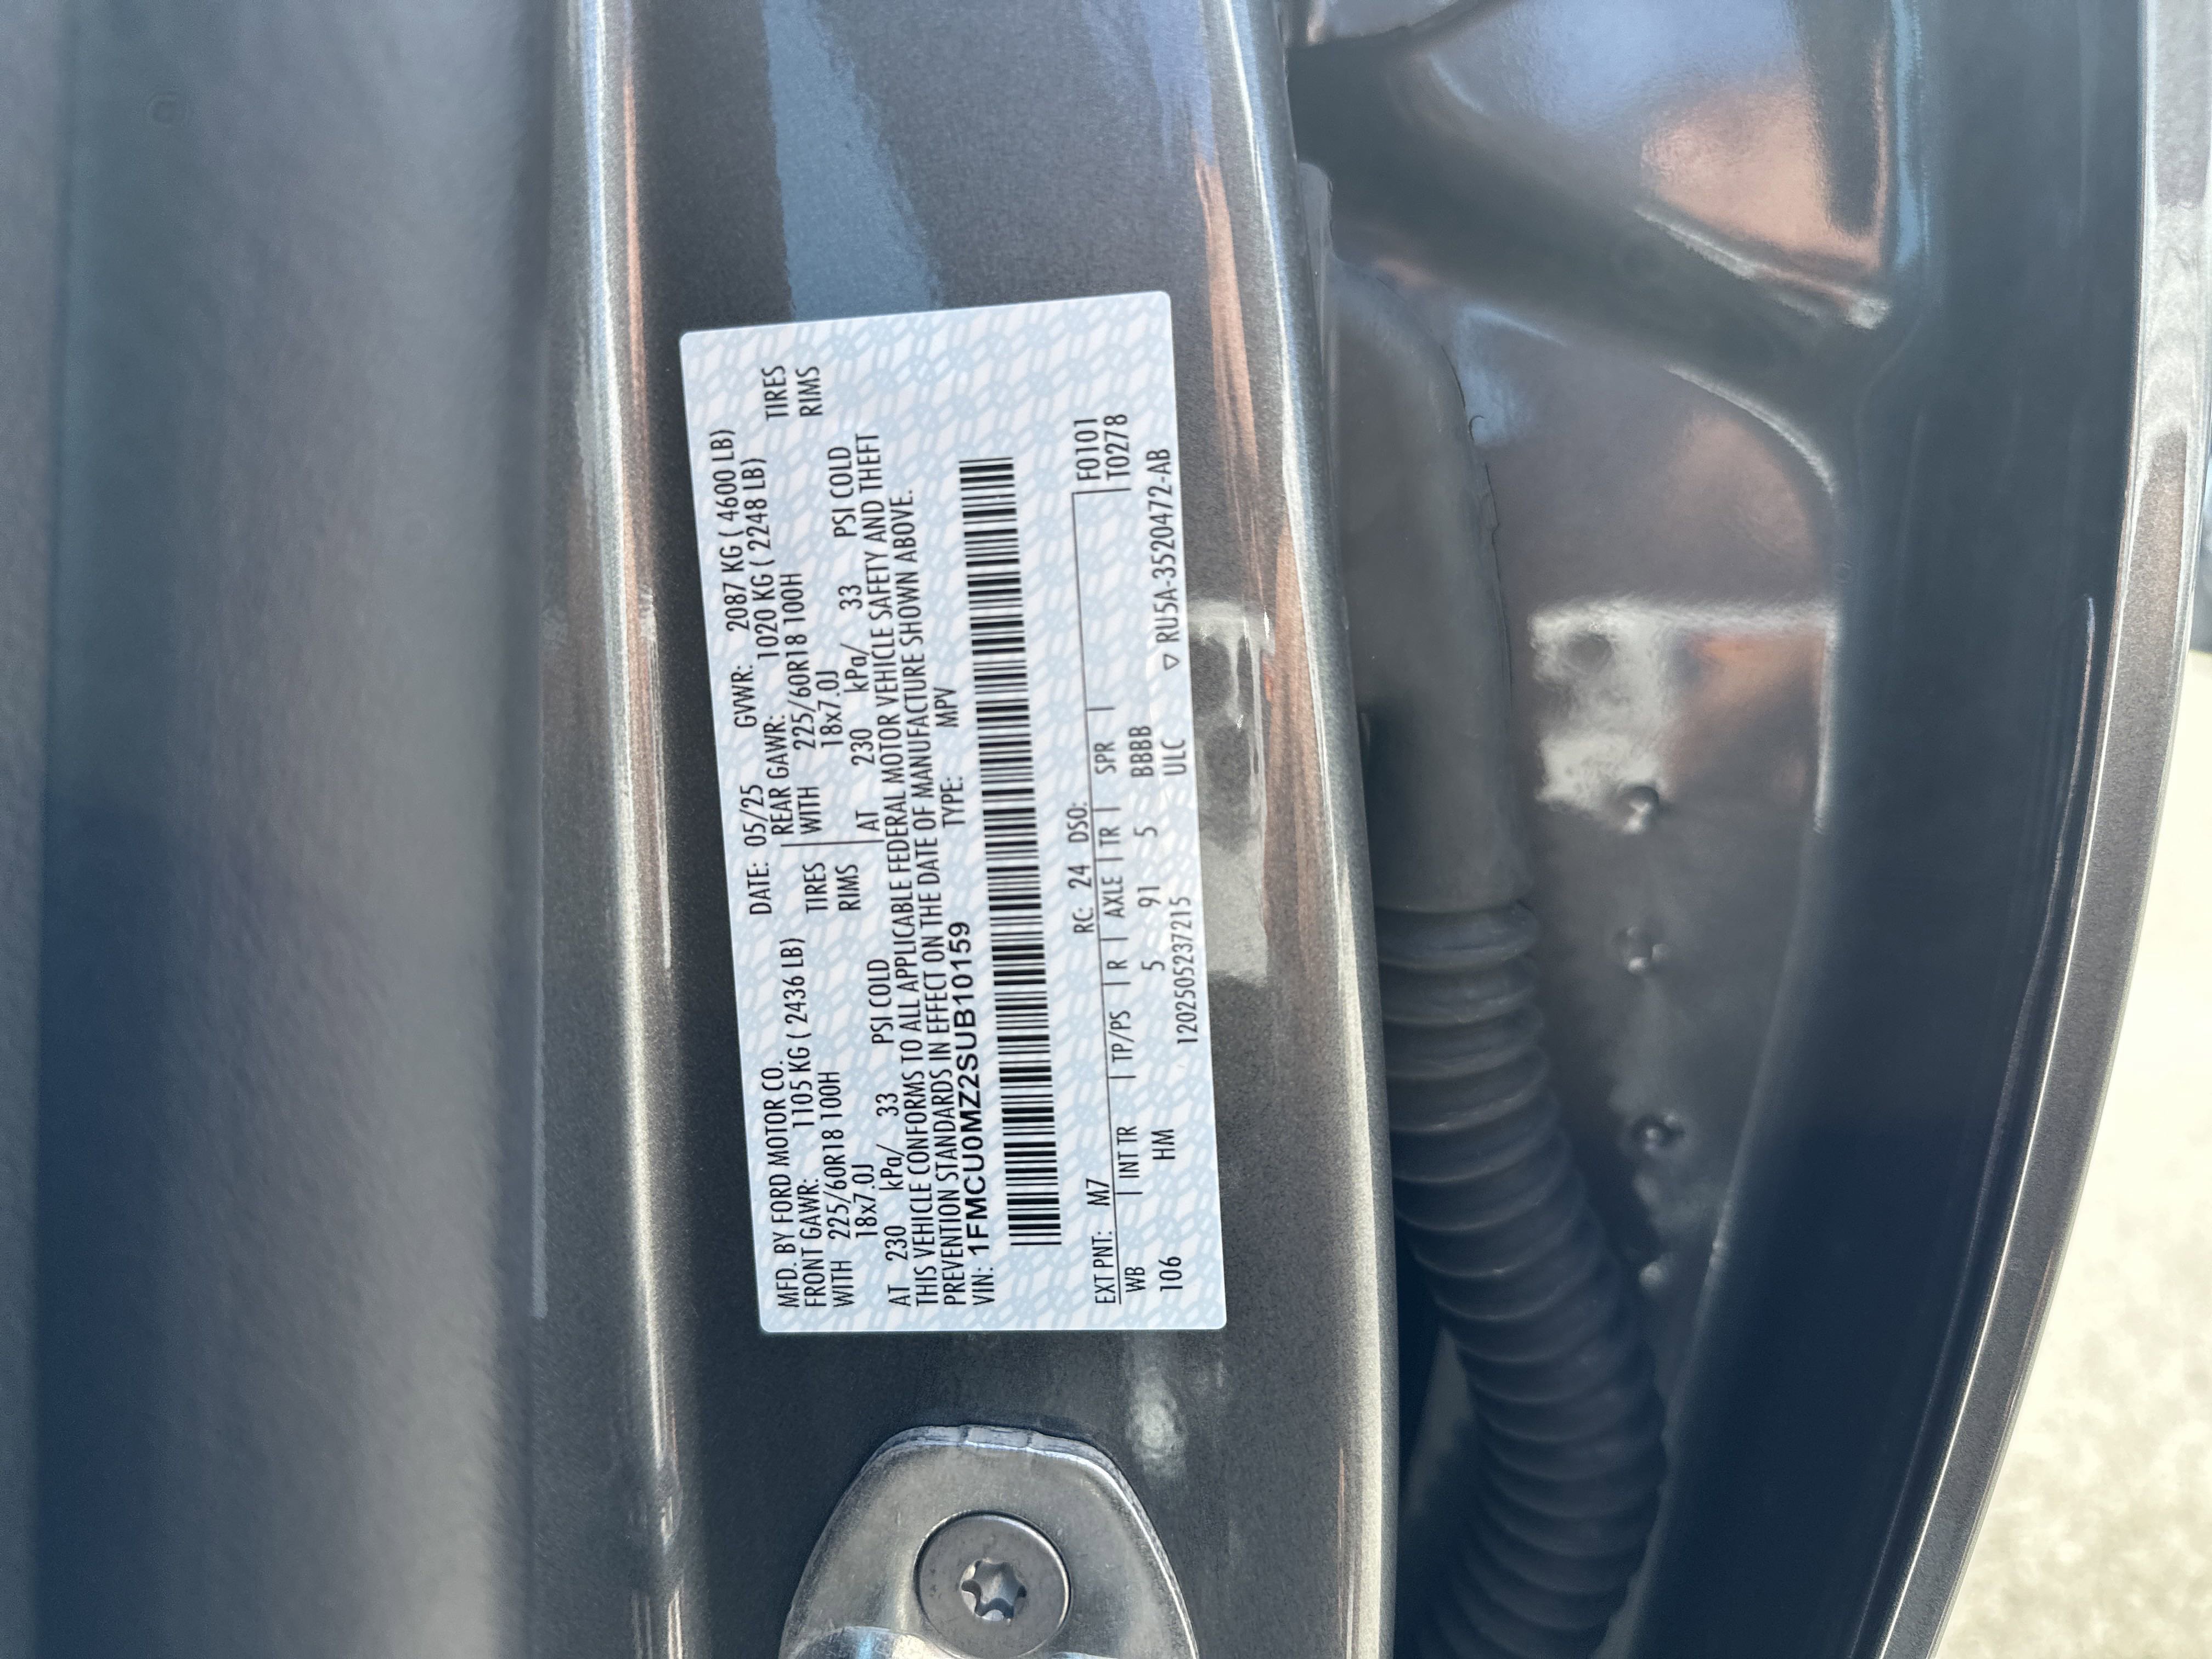 MFD. BY FORD MOTOR CO. DATE: 05/25 GVWR: 2087 KG ( 4600 LB)
FRONT GAWR: 1105 KG ( 2436 LB) REAR GAWR: 1020 KG ( 2248 LB)
WITH 225/60R18 100H TIRES WITH 225/60R18 100H TIRES
18x7.0J RIMS 18x7.0J RIMS
AT 230 kPa/ 33 PSI COLD AT 230 kPa/ 33 PSI COLD
THIS VEHICLE CONFORMS TO ALL APPLICABLE FEDERAL MOTOR VEHICLE SAFETY AND THEFT
PREVENTION STANDARDS IN EFFECT ON THE DATE OF MANUFACTURE SHOWN ABOVE.
VIN: 1FMCU0MZ2SUB10159 TYPE: MPV
EXT PNT: M7 RC: 24 DSO: F0101
WB | INT TR | TP/PS | R | AXLE | TR | SPR | T0278
106 HM 5 91 5 BBBB
120250523721​5 ULC ▽ RU5A-3520472-AB